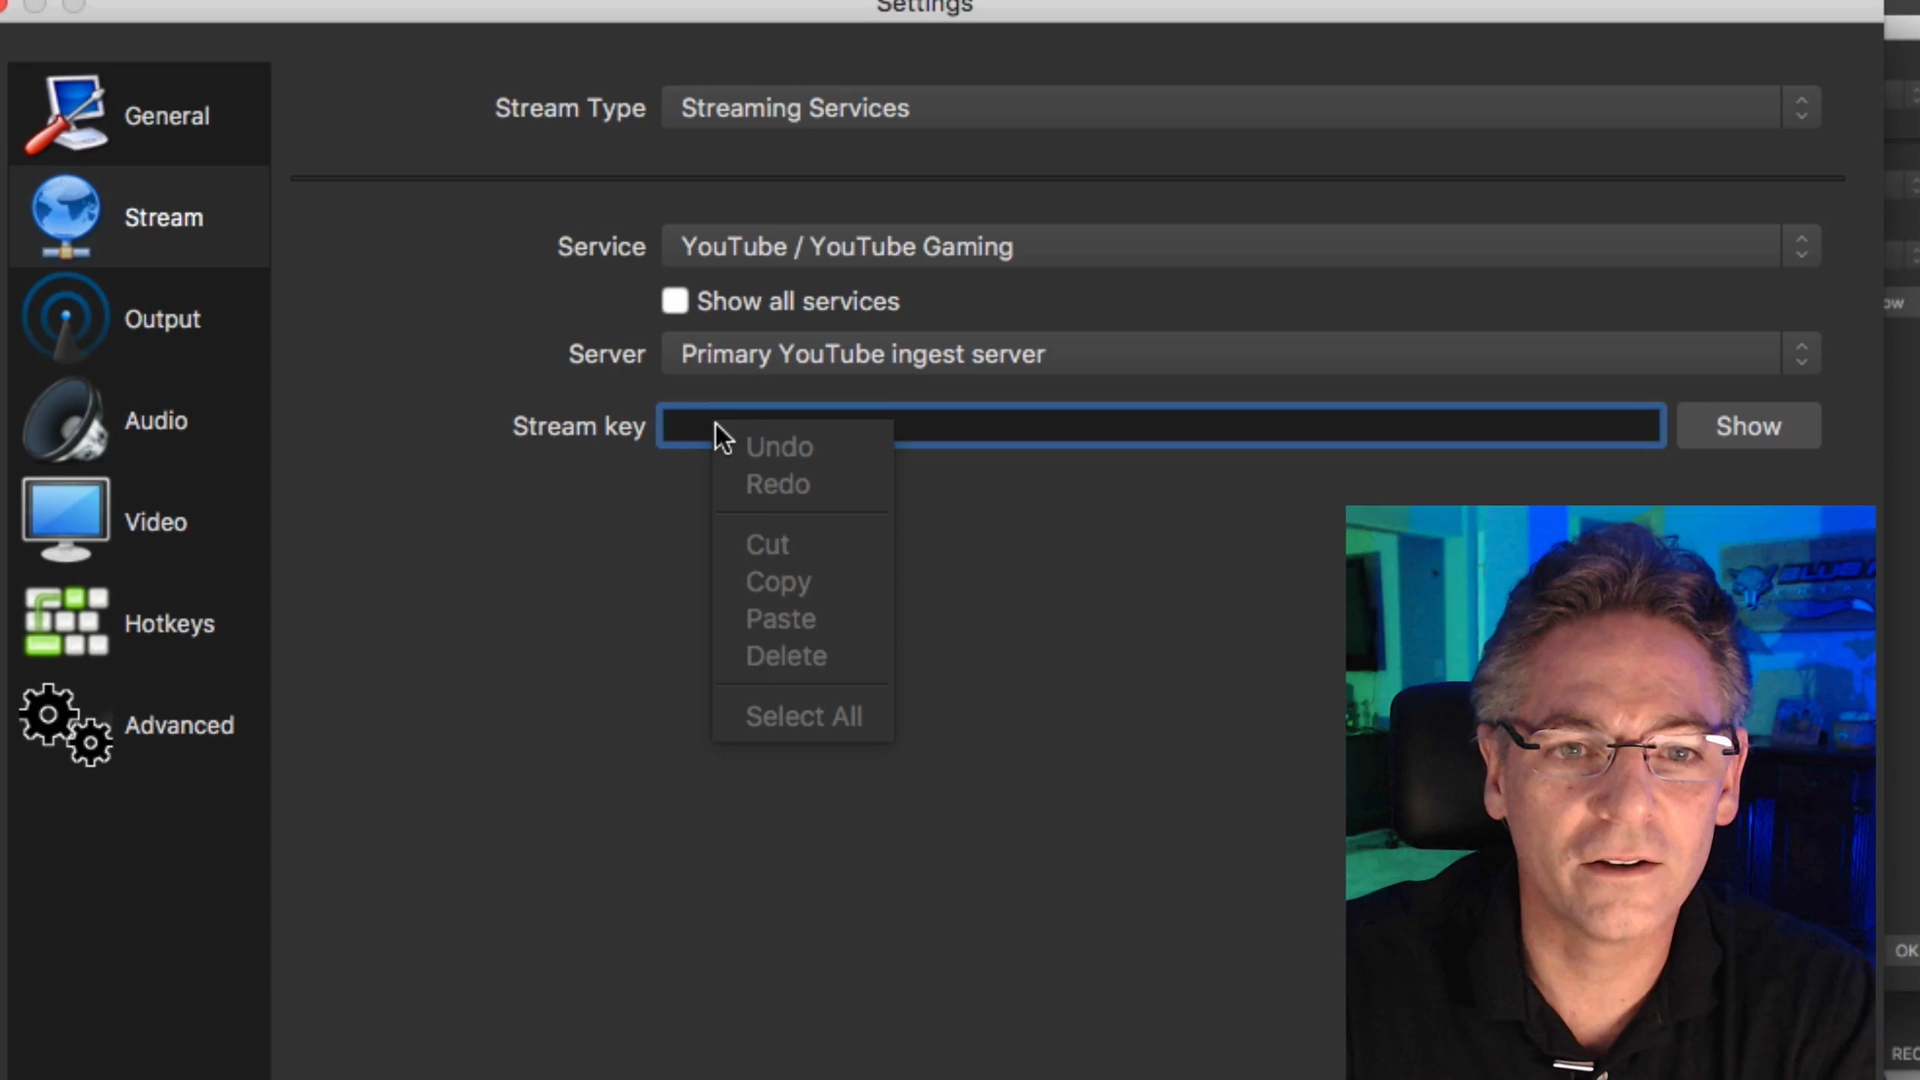 Settings
General
Stream Type Streaming Services
Stream
Service YouTube / YouTube Gaming
Show all services
Output
Server Primary YouTube ingest server
Audio
Stream key Show
Undo
Redo
Video
Cut
Copy
Hotkeys
Paste
Delete
Advanced
Select All
OK